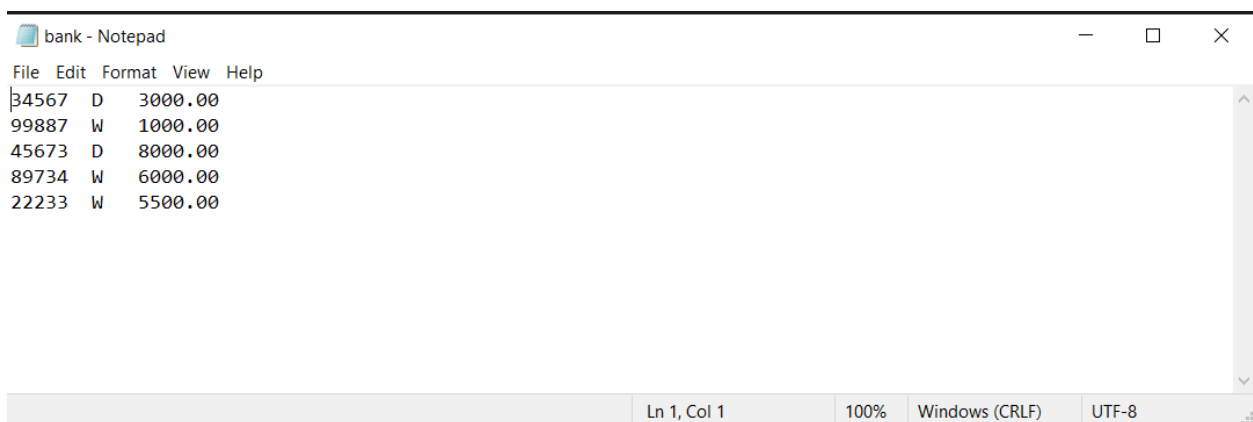 bank - Notepad
File Edit Format View Help
34567 D 3000.00
99887 W 1000.00
45673 D 8000.00
89734 W 6000.00
22233 W 5500.00
Ln 1, Col 1 100% Windows (CRLF) UTF-8